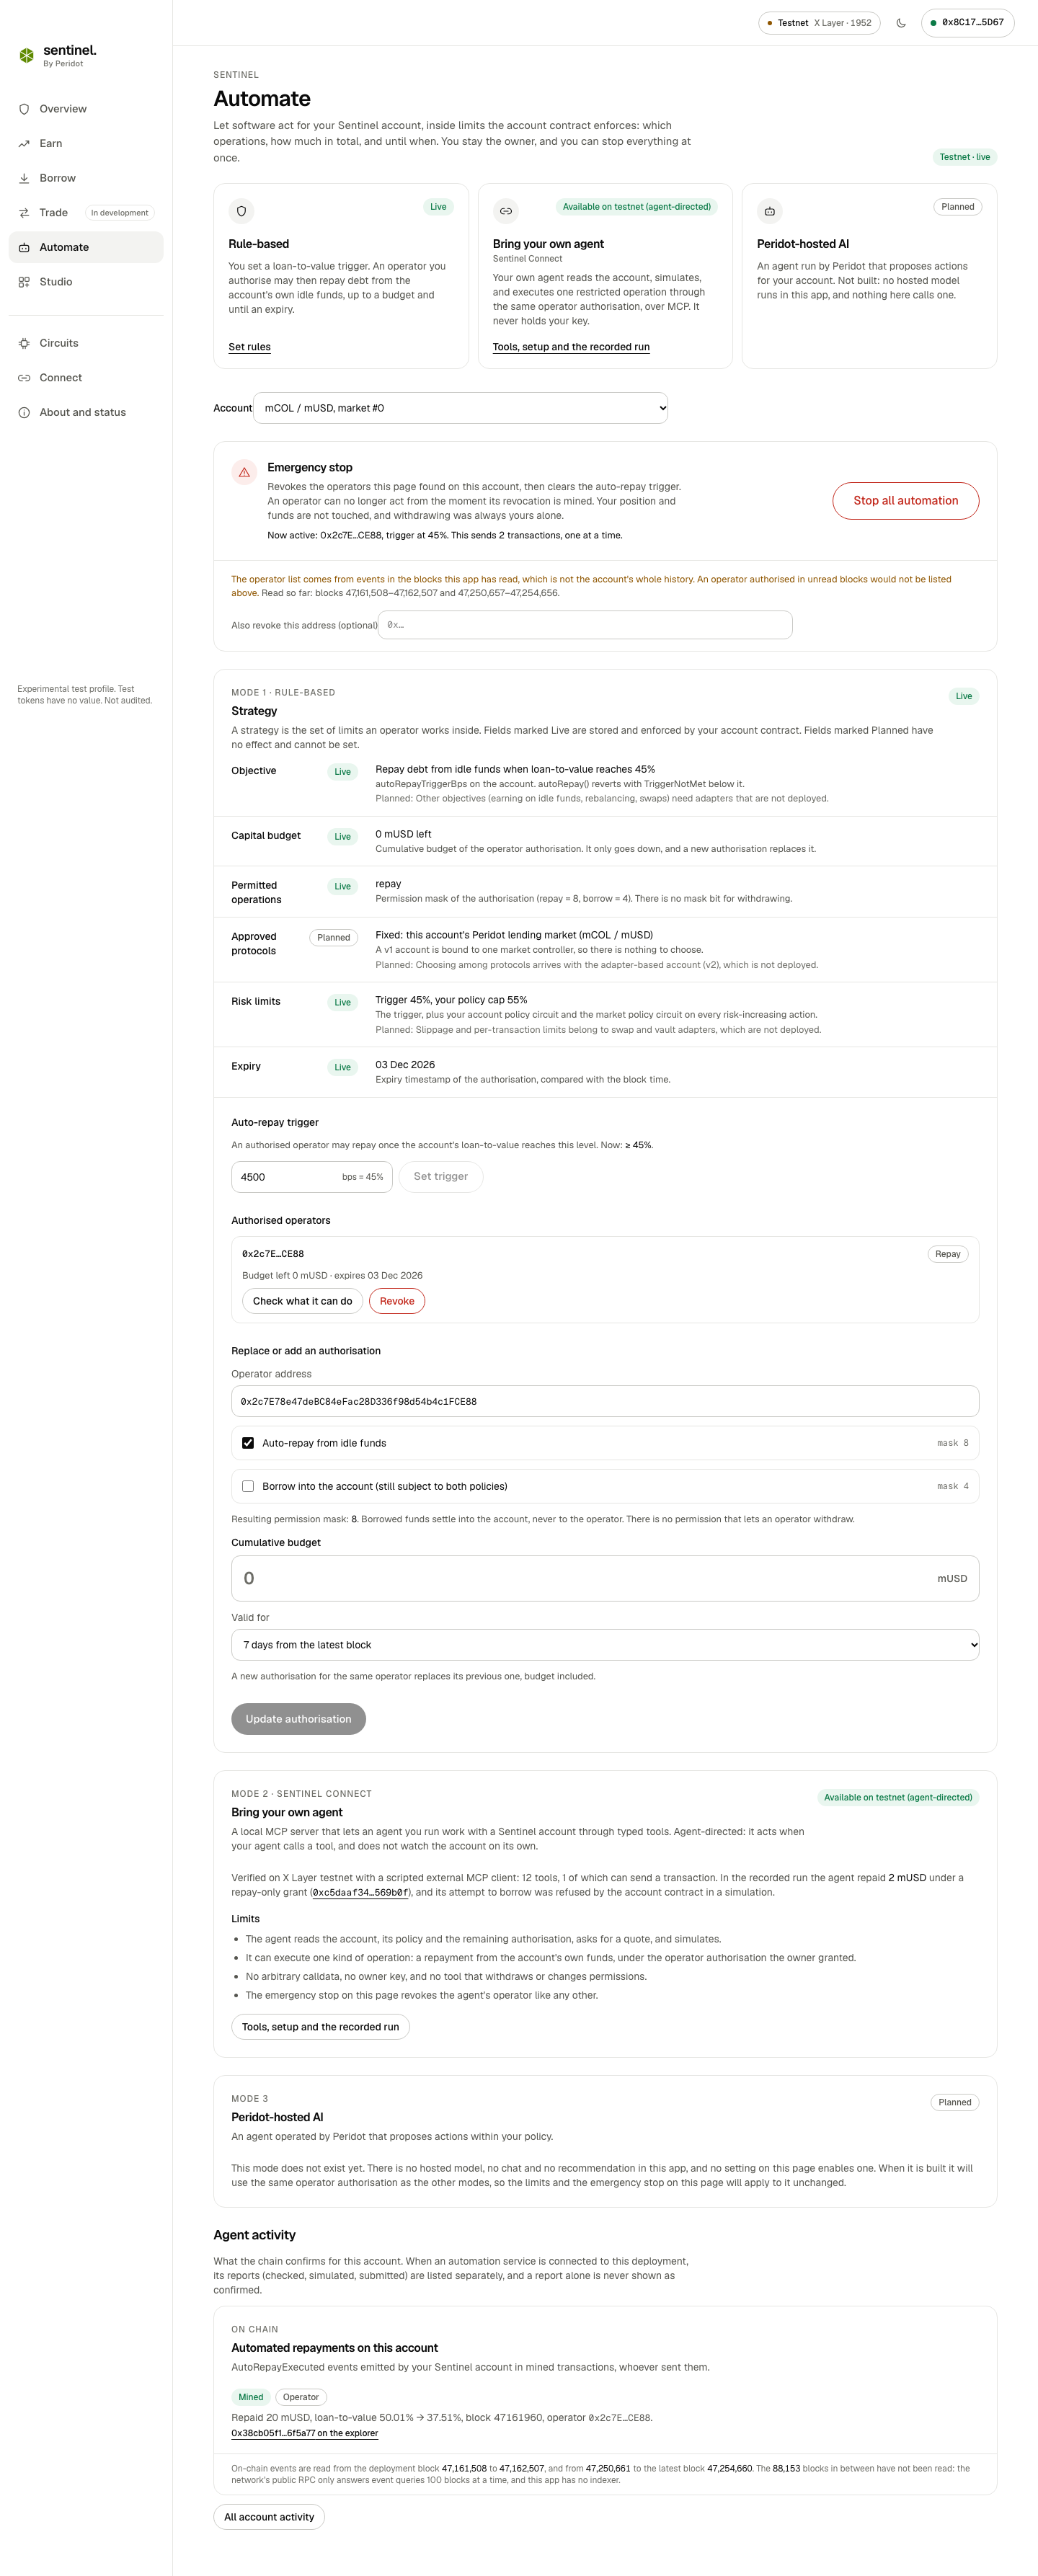 sentinel.
By Peridot
Overview
Earn
Borrow
Trade
In development
Automate
Studio
Circuits
Connect
About and status
Experimental test profile. Test
tokens have no value. Not audited.
Testnet X Layer · 1952
0x8C17…5D67
SENTINEL
Automate
Let software act for your Sentinel account, inside limits the account contract enforces: which
operations, how much in total, and until when. You stay the owner, and you can stop everything at
once.
Testnet · live
Live
Rule-based
You set a loan-to-value trigger. An operator you
authorise may then repay debt from the
account's own idle funds, up to a budget and
until an expiry.
Set rules
Available on testnet (agent-directed)
Bring your own agent
Sentinel Connect
Your own agent reads the account, simulates,
and executes one restricted operation through
the same operator authorisation, over MCP. It
never holds your key.
Tools, setup and the recorded run
Planned
Peridot-hosted AI
An agent run by Peridot that proposes actions
for your account. Not built: no hosted model
runs in this app, and nothing here calls one.
Account
mCOL / mUSD, market #0
Emergency stop
Revokes the operators this page found on this account, then clears the auto-repay trigger.
An operator can no longer act from the moment its revocation is mined. Your position and
funds are not touched, and withdrawing was always yours alone.
Now active: 0x2c7E…CE88, trigger at 45%. This sends 2 transactions, one at a time.
Stop all automation
The operator list comes from events in the blocks this app has read, which is not the account's whole history. An operator authorised in unread blocks would not be listed
above. Read so far: blocks 47,161,508–47,162,507 and 47,250,657–47,254,656.
Also revoke this address (optional)
0x…
MODE 1 · RULE-BASED
Live
Strategy
A strategy is the set of limits an operator works inside. Fields marked Live are stored and enforced by your account contract. Fields marked Planned have
no effect and cannot be set.
Objective
Live
Repay debt from idle funds when loan-to-value reaches 45%
autoRepayTriggerBps on the account. autoRepay() reverts with TriggerNotMet below it.
Planned: Other objectives (earning on idle funds, rebalancing, swaps) need adapters that are not deployed.
Capital budget
Live
0 mUSD left
Cumulative budget of the operator authorisation. It only goes down, and a new authorisation replaces it.
Permitted
operations
Live
repay
Permission mask of the authorisation (repay = 8, borrow = 4). There is no mask bit for withdrawing.
Approved
protocols
Planned
Fixed: this account's Peridot lending market (mCOL / mUSD)
A v1 account is bound to one market controller, so there is nothing to choose.
Planned: Choosing among protocols arrives with the adapter-based account (v2), which is not deployed.
Risk limits
Live
Trigger 45%, your policy cap 55%
The trigger, plus your account policy circuit and the market policy circuit on every risk-increasing action.
Planned: Slippage and per-transaction limits belong to swap and vault adapters, which are not deployed.
Expiry
Live
03 Dec 2026
Expiry timestamp of the authorisation, compared with the block time.
Auto-repay trigger
An authorised operator may repay once the account's loan-to-value reaches this level. Now: ≥ 45%.
4500
bps = 45%
Set trigger
Authorised operators
0x2c7E…CE88
Repay
Budget left 0 mUSD · expires 03 Dec 2026
Check what it can do
Revoke
Replace or add an authorisation
Operator address
0x2c7E78e47deBC84eFac28D336f98d54b4c1FCE88
Auto-repay from idle funds
mask 8
Borrow into the account (still subject to both policies)
mask 4
Resulting permission mask: 8. Borrowed funds settle into the account, never to the operator. There is no permission that lets an operator withdraw.
Cumulative budget
0
mUSD
Valid for
7 days from the latest block
A new authorisation for the same operator replaces its previous one, budget included.
Update authorisation
MODE 2 · SENTINEL CONNECT
Available on testnet (agent-directed)
Bring your own agent
A local MCP server that lets an agent you run work with a Sentinel account through typed tools. Agent-directed: it acts when
your agent calls a tool, and does not watch the account on its own.
Verified on X Layer testnet with a scripted external MCP client: 12 tools, 1 of which can send a transaction. In the recorded run the agent repaid 2 mUSD under a
repay-only grant (0xc5daaf34…569b0f), and its attempt to borrow was refused by the account contract in a simulation.
Limits
The agent reads the account, its policy and the remaining authorisation, asks for a quote, and simulates.
It can execute one kind of operation: a repayment from the account's own funds, under the operator authorisation the owner granted.
No arbitrary calldata, no owner key, and no tool that withdraws or changes permissions.
The emergency stop on this page revokes the agent's operator like any other.
Tools, setup and the recorded run
MODE 3
Planned
Peridot-hosted AI
An agent operated by Peridot that proposes actions within your policy.
This mode does not exist yet. There is no hosted model, no chat and no recommendation in this app, and no setting on this page enables one. When it is built it will
use the same operator authorisation as the other modes, so the limits and the emergency stop on this page will apply to it unchanged.
Agent activity
What the chain confirms for this account. When an automation service is connected to this deployment,
its reports (checked, simulated, submitted) are listed separately, and a report alone is never shown as
confirmed.
ON CHAIN
Automated repayments on this account
AutoRepayExecuted events emitted by your Sentinel account in mined transactions, whoever sent them.
Mined
Operator
Repaid 20 mUSD, loan-to-value 50.01% → 37.51%, block 47161960, operator 0x2c7E…CE88.
0x38cb05f1…6f5a77 on the explorer
On-chain events are read from the deployment block 47,161,508 to 47,162,507, and from 47,250,661 to the latest block 47,254,660. The 88,153 blocks in between have not been read: the
network's public RPC only answers event queries 100 blocks at a time, and this app has no indexer.
All account activity